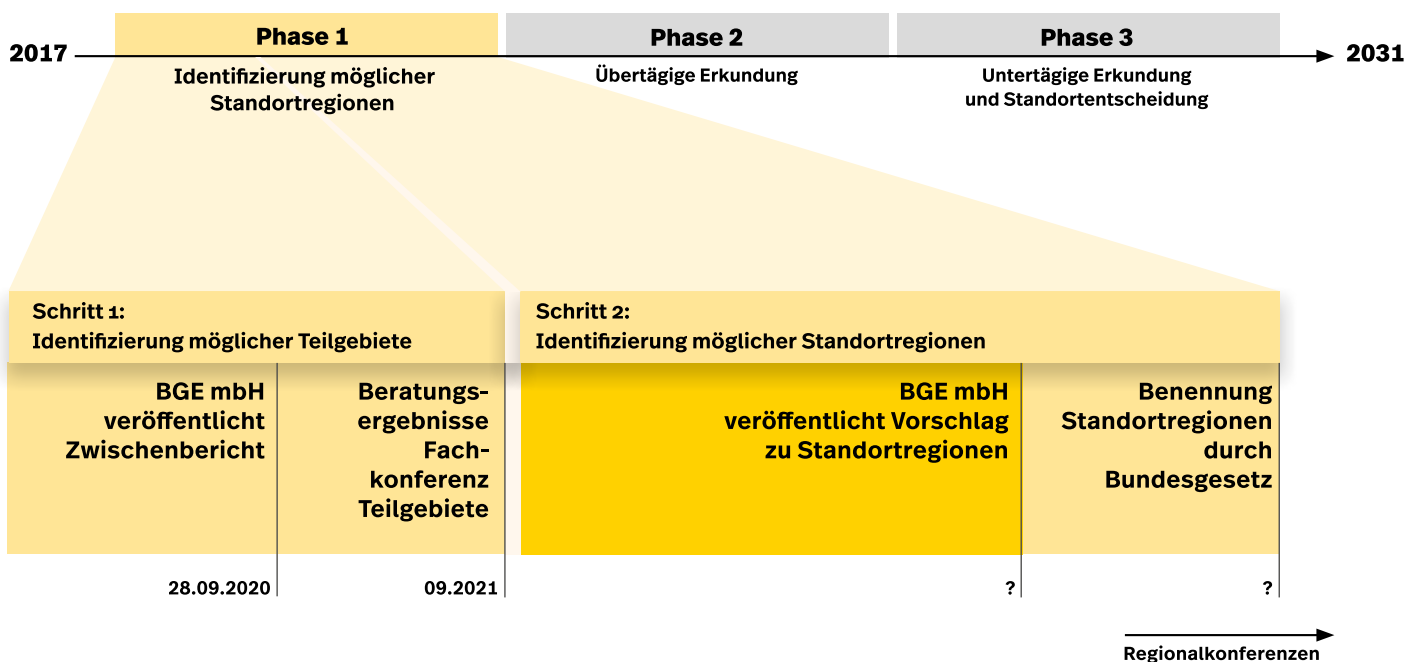 Phase 1
Phase 2
Phase 3
2017
2031
Identifizierung möglicher
Standortregionen
Übertägige Erkundung
Untertägige Erkundung
und Standortentscheidung
Schritt 1:
Identifizierung möglicher Teilgebiete
Schritt 2:
Identifizierung möglicher Standortregionen
BGE mbH
veröffentlicht
Zwischenbericht
Beratungs-
ergebnisse
Fach-
konferenz
Teilgebiete
BGE mbH
veröffentlicht Vorschlag
zu Standortregionen
Benennung
Standortregionen
durch
Bundesgesetz
28.09.2020
09.2021
?
?
Regionalkonferenzen